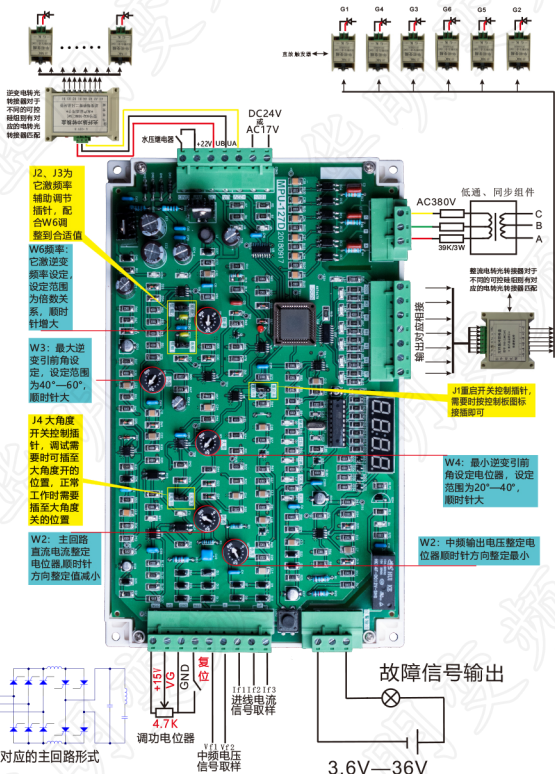 G1 G4 G3 G6 G5 G2
直放触发器
逆变电转光
转接器对于
不同的可控
硅组别有对
应的电转光
转接器匹配
水压继电器
+22V UB UA
DC24V
或
AC17V
MPU-127D
20150917
J2、J3为
它激频率
辅助调节
插针，配
合W6调
整到合适值
W6频率：
它激逆变
频率设定，
设定范围
为倍数关
系，顺时
针增大
W3：最大逆
变引前角设
定，设定范围
为40°—60°，
顺时针大
J4大角度
开关控制插
针，调试需
要时可插至
大角度开的
位置，正常
工作时需要
插至大角度
关的位置
W2： 主回路
直流电流整定
电位器,顺时针
方向整定值减小
AC380V
低通、同步组件
C
B
A
39K/3W
整流电转光转接器对于
不同的可控硅组别有对
应的电转光转接器匹配
输出对应相接
J1重启开关控制插针，
需要时按控制板图标
接插即可
W4：最小逆变引前
角设定电位器，设定
范围为20°—40°，
顺时针大
W2：中频输出电压整定电
位器顺时针方向整定最小
+15V
VG
GND
复位
4.7K
调功电位器
If1 If2 If3
进线电流
信号取样
Vf1 Vf2
中频电压
信号取样
故障信号输出
3.6V—36V
对应的主回路形式